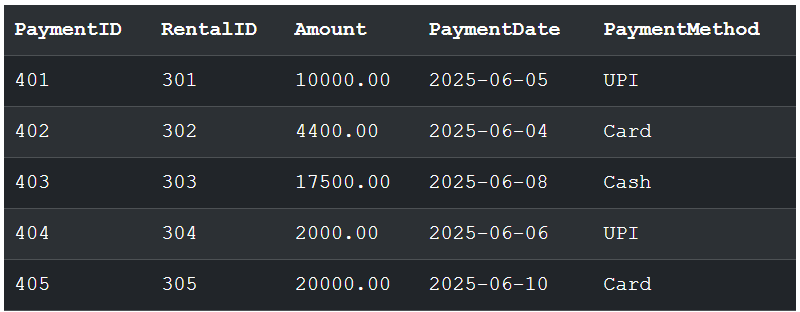 PaymentID RentalID Amount PaymentDate PaymentMethod
401 301 10000.00 2025-06-05 UPI
402 302 4400.00 2025-06-04 Card
403 303 17500.00 2025-06-08 Cash
404 304 2000.00 2025-06-06 UPI
405 305 20000.00 2025-06-10 Card